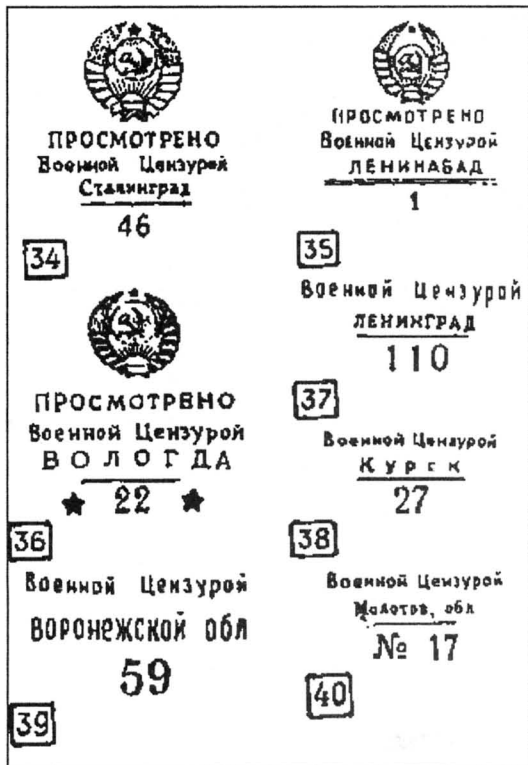 ПРОСМОТРЕНО
Военной Цензурой
Сталинград
46
34
ПРОСМОТРЕНО
Военной Цензурой
ЛЕНИНАБАД
1
35
ПРОСМОТРЕНО
Военной Цензурой
ВОЛОГДА
22
36
Военной Цензурой
ЛЕНИНГРАД
110
37
Военной Цензурой
Курск
27
38
Военной Цензурой
ВОРОНЕЖСКОЙ ОБЛ
59
39
Военной Цензурой
Молотов, обл
№ 17
40